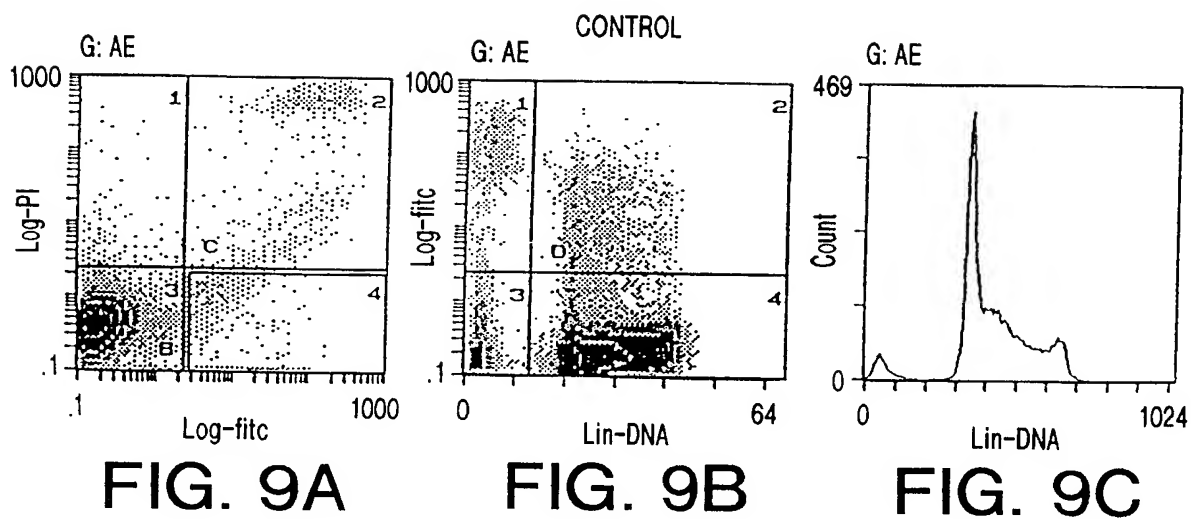 CONTROL
G: AE
1000
Log-PI
.1
1
2
C
3
4
B
.1
1000
Log-fitc
FIG. 9A
G: AE
1000
Log-fitc
.1
1
2
D
3
4
0
64
Lin-DNA
FIG. 9B
G: AE
469
Count
0
0
1024
Lin-DNA
FIG. 9C